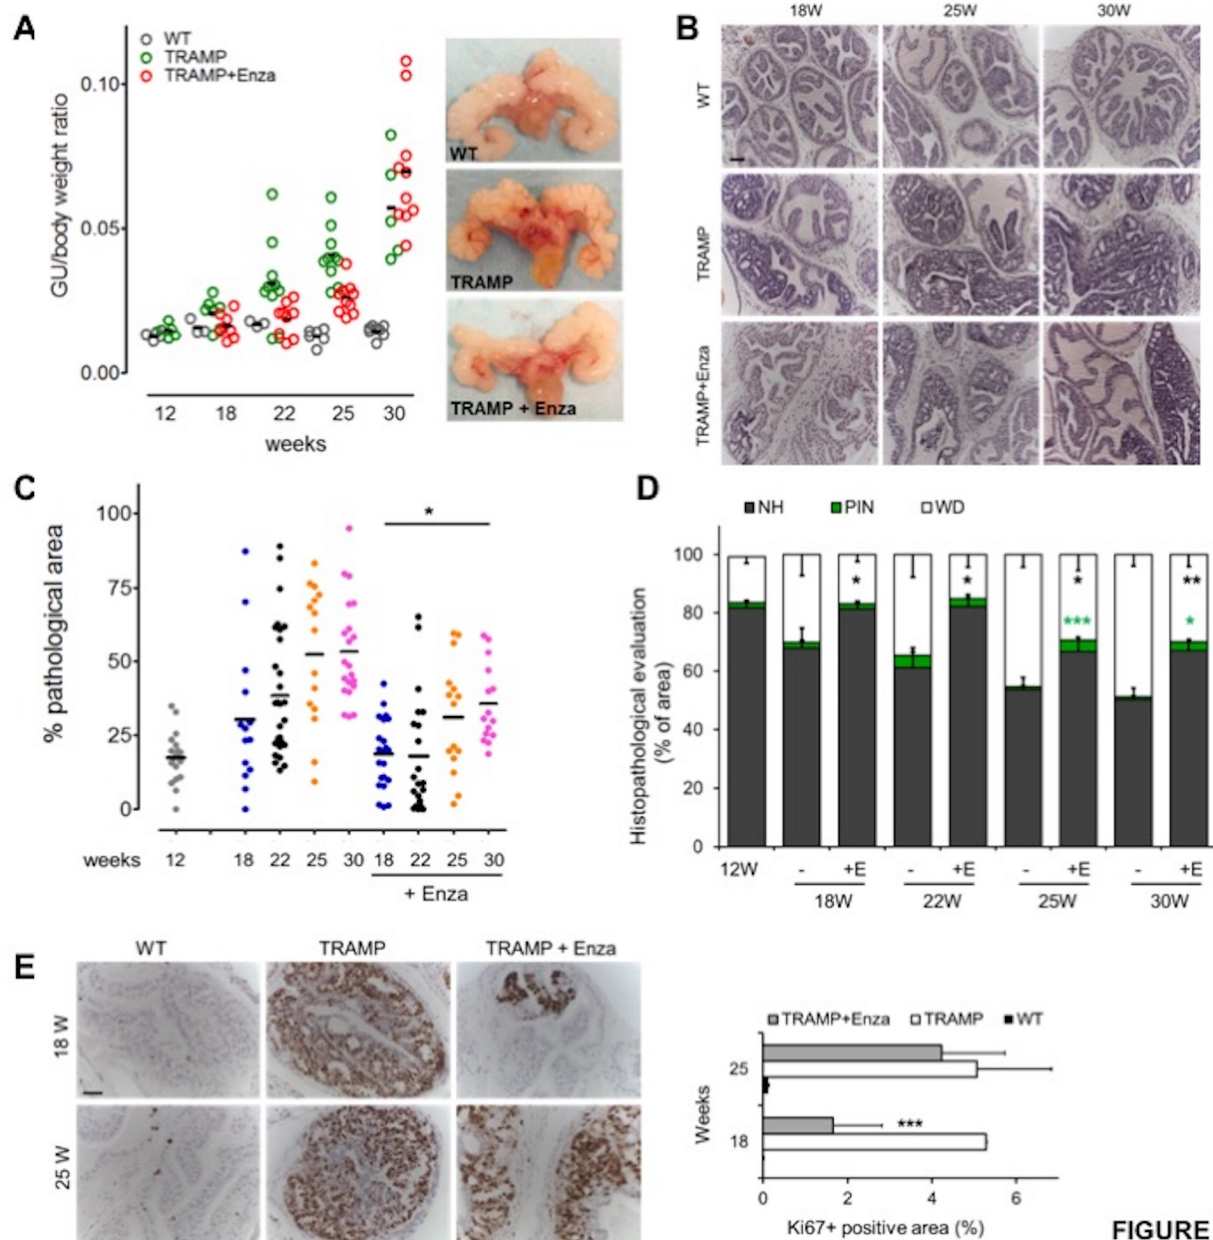 A
WT
TRAMP
TRAMP+Enza
GU/body weight ratio
0.10
0.05
0.00
12 18 22 25 30
weeks
WT
TRAMP
TRAMP + Enza
B
18W 25W 30W
WT
TRAMP
TRAMP+Enza
C
% pathological area
100
75
50
25
0
*
weeks 12 18 22 25 30 18 22 25 30
+ Enza
D
NH PIN WD
Histopathological evaluation
(% of area)
100
80
60
40
20
0
* * * **
*** *
12W - +E - +E - +E - +E
18W 22W 25W 30W
E
WT TRAMP TRAMP + Enza
18 W
25 W
TRAMP+Enza TRAMP WT
Weeks
25
18
***
0 2 4 6
Ki67+ positive area (%)
FIGURE